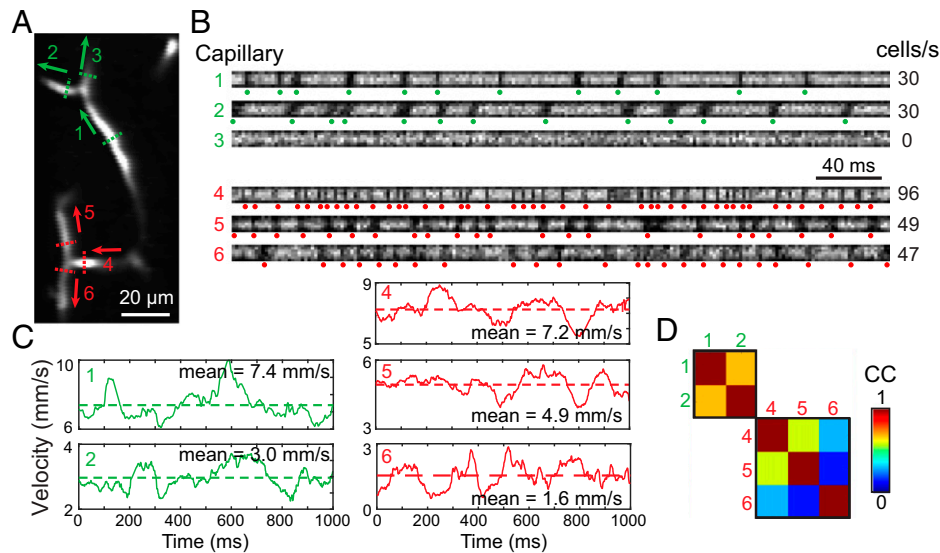 A
2
3
1
5
4
6
20 µm
B
Capillary
cells/s
1
30
2
30
3
0
40 ms
4
96
5
49
6
47
C
Velocity (mm/s)
10
6
1
mean = 7.4 mm/s
4
2
2
mean = 3.0 mm/s
0 200 400 600 800 1000
Time (ms)
9
5
4
mean = 7.2 mm/s
6
3
5
mean = 4.9 mm/s
3
0
6
mean = 1.6 mm/s
0 200 400 600 800 1000
Time (ms)
D
1 2
1
2
4 5 6
4
5
6
CC
1
0